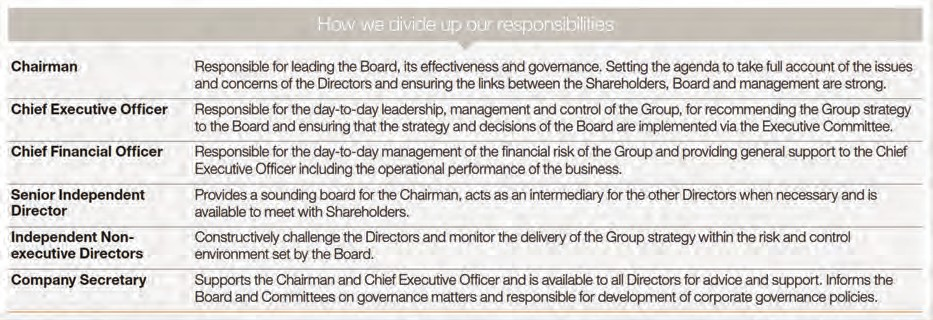 How we divide up our responsibilities
Chairman
Responsible for leading the Board, its effectiveness and governance. Setting the agenda to take full account of the issues
and concerns of the Directors and ensuring the links between the Shareholders, Board and management are strong.
Chief Executive Officer
Responsible for the day-to-day leadership, management and control of the Group, for recommending the Group strategy
to the Board and ensuring that the strategy and decisions of the Board are implemented via the Executive Committee.
Chief Financial Officer
Responsible for the day-to-day management of the financial risk of the Group and providing general support to the Chief
Executive Officer including the operational performance of the business.
Senior Independent
Director
Provides a sounding board for the Chairman, acts as an intermediary for the other Directors when necessary and is
available to meet with Shareholders.
Independent Non-
executive Directors
Constructively challenge the Directors and monitor the delivery of the Group strategy within the risk and control
environment set by the Board.
Company Secretary
Supports the Chairman and Chief Executive Officer and is available to all Directors for advice and support. Informs the
Board and Committees on governance matters and responsible for development of corporate governance policies.